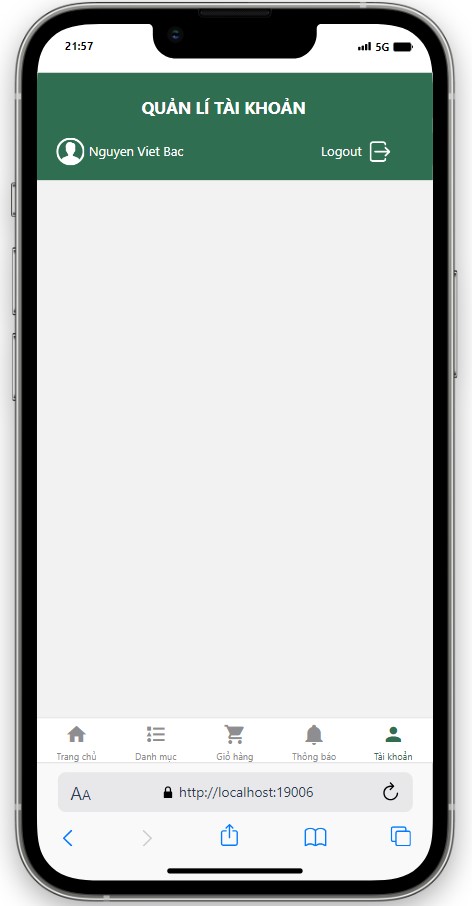 21:57
5G
QUẢN LÍ TÀI KHOẢN
Nguyen Viet Bac
Logout
Trang chủ
Danh mục
Giỏ hàng
Thông báo
Tài khoản
AA
http://localhost:19006